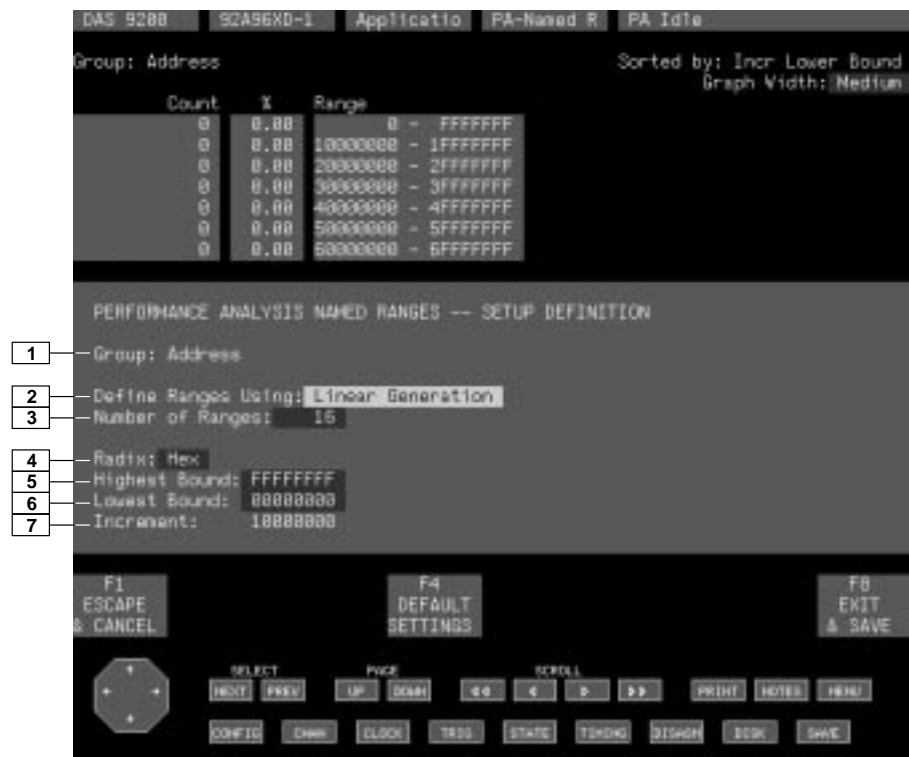 DAS 9200 92A96XD-1 Applicatio PA-Named R PA Idle
Group: Address Sorted by: Incr Lower Bound
Graph Width: Medium
Count % Range
0 0.00 0 - FFFFFFF
0 0.00 10000000 - 1FFFFFFF
0 0.00 20000000 - 2FFFFFFF
0 0.00 30000000 - 3FFFFFFF
0 0.00 40000000 - 4FFFFFFF
0 0.00 50000000 - 5FFFFFFF
0 0.00 60000000 - 6FFFFFFF
PERFORMANCE ANALYSIS NAMED RANGES -- SETUP DEFINITION
1 Group: Address
2 Define Ranges Using: Linear Generation
3 Number of Ranges: 16
4 Radix: Hex
5 Highest Bound: FFFFFFFF
6 Lowest Bound: 00000000
7 Increment: 10000000
F1 F4 F8
ESCAPE DEFAULT EXIT
& CANCEL SETTINGS & SAVE
SELECT PAGE SCROLL
NEXT PREV UP DOWN PRINT NOTES MENU
CONFIG CHAN CLOCK TRIG STATE TIMING DISASM DISK SAVE